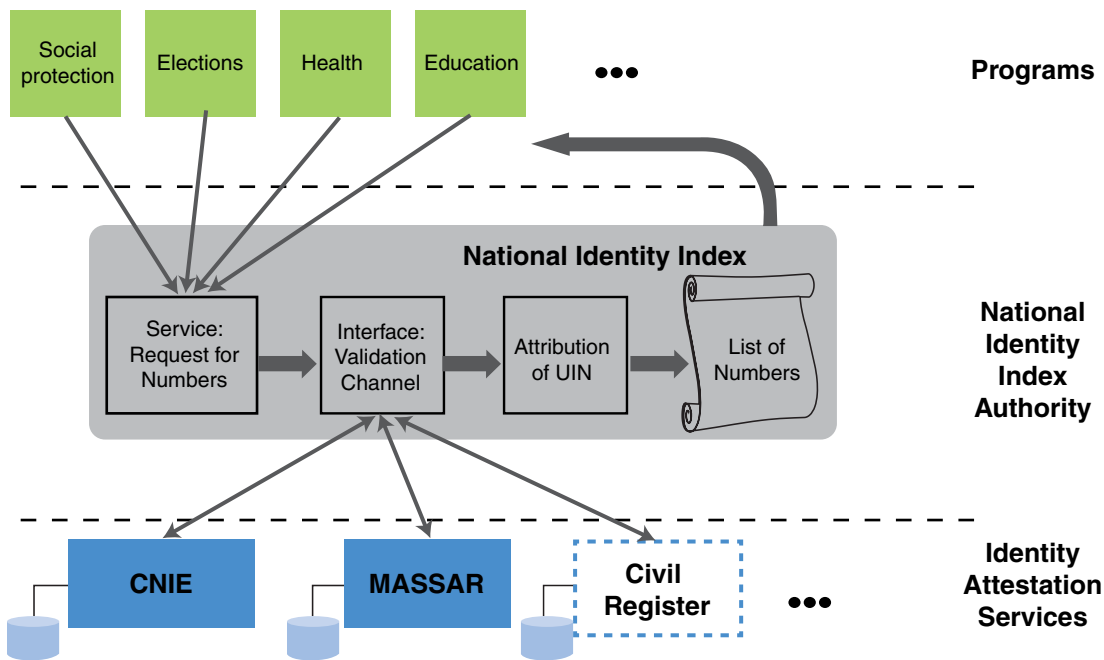 Social
protection
Elections
Health
Education
Programs
National Identity Index
Service:
Request for
Numbers
Interface:
Validation
Channel
Attribution
of UIN
List of
Numbers
National
Identity
Index
Authority
CNIE
MASSAR
Civil
Register
Identity
Attestation
Services